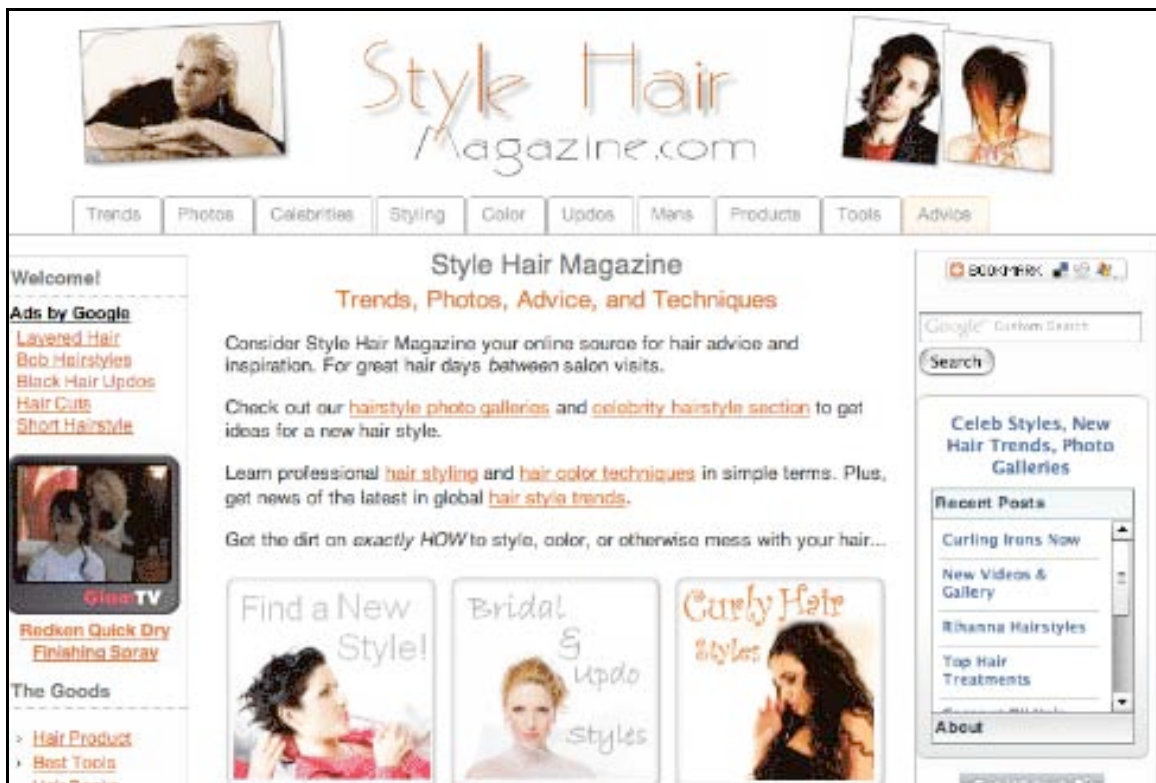 Style Hair
Magazine.com
Trends
Photos
Celebrities
Styling
Color
Updos
Mens
Products
Tools
Advice
Welcome!
Ads by Google
Layered Hair
Bob Hairstyles
Black Hair Updos
Hair Cuts
Short Hairstyle
GlamTV
Redken Quick Dry
Finishing Spray
The Goods
Hair Product
Best Tools
Style Hair Magazine
Trends, Photos, Advice, and Techniques
Consider Style Hair Magazine your online source for hair advice and
inspiration. For great hair days between salon visits.
Check out our hairstyle photo galleries and celebrity hairstyle section to get
ideas for a new hair style.
Learn professional hair styling and hair color techniques in simple terms. Plus,
get news of the latest in global hair style trends.
Get the dirt on exactly HOW to style, color, or otherwise mess with your hair...
Find a New
Style!
Bridal
&
Updo
Styles
Curly Hair
Styles
BOOKMARK
Google Custom Search
Search
Celeb Styles, New
Hair Trends, Photo
Galleries
Recent Posts
Curling Irons Now
New Videos &
Gallery
Rihanna Hairstyles
Top Hair
Treatments
About